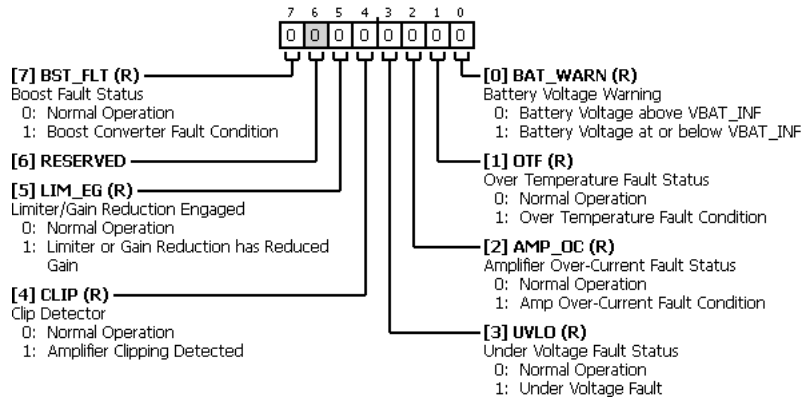 7 6 5 4 3 2 1 0
0 0 0 0 0 0 0 0
[7] BST_FLT (R)
Boost Fault Status
0: Normal Operation
1: Boost Converter Fault Condition
[6] RESERVED
[5] LIM_EG (R)
Limiter/Gain Reduction Engaged
0: Normal Operation
1: Limiter or Gain Reduction has Reduced
Gain
[4] CLIP (R)
Clip Detector
0: Normal Operation
1: Amplifier Clipping Detected
[0] BAT_WARN (R)
Battery Voltage Warning
0: Battery Voltage above VBAT_INF
1: Battery Voltage at or below VBAT_INF
[1] OTF (R)
Over Temperature Fault Status
0: Normal Operation
1: Over Temperature Fault Condition
[2] AMP_OC (R)
Amplifier Over-Current Fault Status
0: Normal Operation
1: Amp Over-Current Fault Condition
[3] UVLO (R)
Under Voltage Fault Status
0: Normal Operation
1: Under Voltage Fault